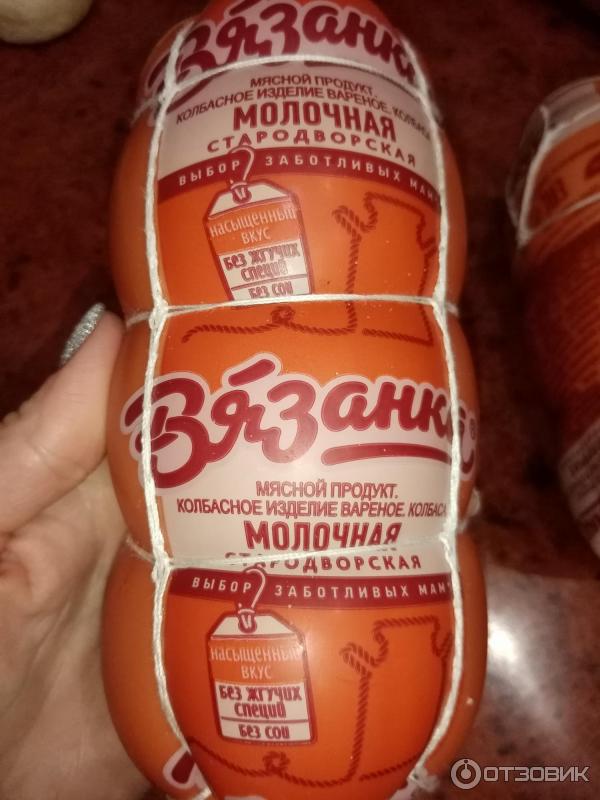 Вязанка
МЯСНОЙ ПРОДУКТ.
КОЛБАСНОЕ ИЗДЕЛИЕ ВАРЕНОЕ. КОЛБАСА
МОЛОЧНАЯ
СТАРОДВОРСКАЯ
ВЫБОР ЗАБОТЛИВЫХ МАМ
НАСЫЩЕННЫЙ
ВКУС
БЕЗ ЖГУЧИХ
СПЕЦИЙ
БЕЗ СОИ
Вязанка®
МЯСНОЙ ПРОДУКТ.
КОЛБАСНОЕ ИЗДЕЛИЕ ВАРЕНОЕ. КОЛБАСА
МОЛОЧНАЯ
СТАРОДВОРСКАЯ
ВЫБОР ЗАБОТЛИВЫХ МАМ
НАСЫЩЕННЫЙ
ВКУС
БЕЗ ЖГУЧИХ
СПЕЦИЙ
БЕЗ СОИ
ОТЗОВИК